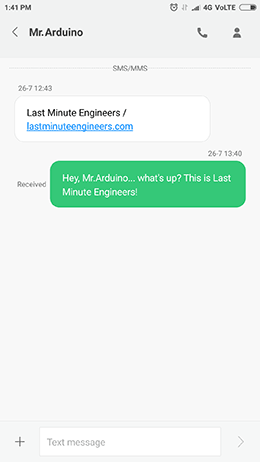 1:41 PM 4G VoLTE
Mr.Arduino
SMS/MMS
26-7 12:43
Last Minute Engineers /
lastminuteengineers.com
26-7 13:40
Received
Hey, Mr.Arduino... what's up? This is Last
Minute Engineers!
Text message